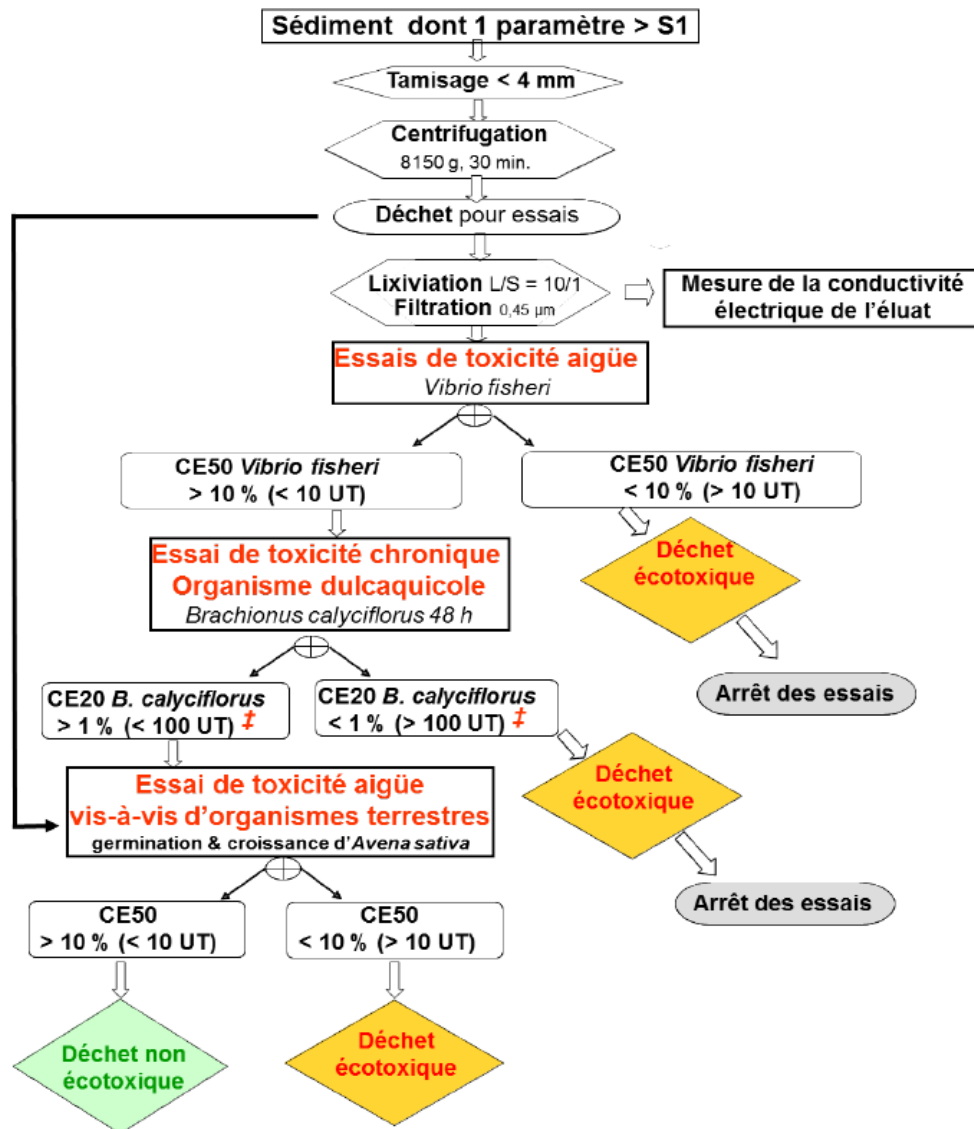 Sédiment dont 1 paramètre > S1
Tamisage < 4 mm
Centrifugation
8150 g, 30 min.
Déchet pour essais
Lixiviation L/S = 10/1
Filtration 0,45 µm
Mesure de la conductivité
électrique de l'éluat
Essais de toxicité aigüe
Vibrio fisheri
CE50 Vibrio fisheri
> 10 % (< 10 UT)
CE50 Vibrio fisheri
< 10 % (> 10 UT)
Déchet
écotoxique
Arrêt des essais
Essai de toxicité chronique
Organisme dulcaquicole
Brachionus calyciflorus 48 h
CE20 B. calyciflorus
> 1 % (< 100 UT) ‡
CE20 B. calyciflorus
< 1 % (> 100 UT) ‡
Déchet
écotoxique
Arrêt des essais
Essai de toxicité aigüe
vis-à-vis d'organismes terrestres
germination & croissance d'Avena sativa
CE50
> 10 % (< 10 UT)
CE50
< 10 % (> 10 UT)
Déchet non
écotoxique
Déchet
écotoxique